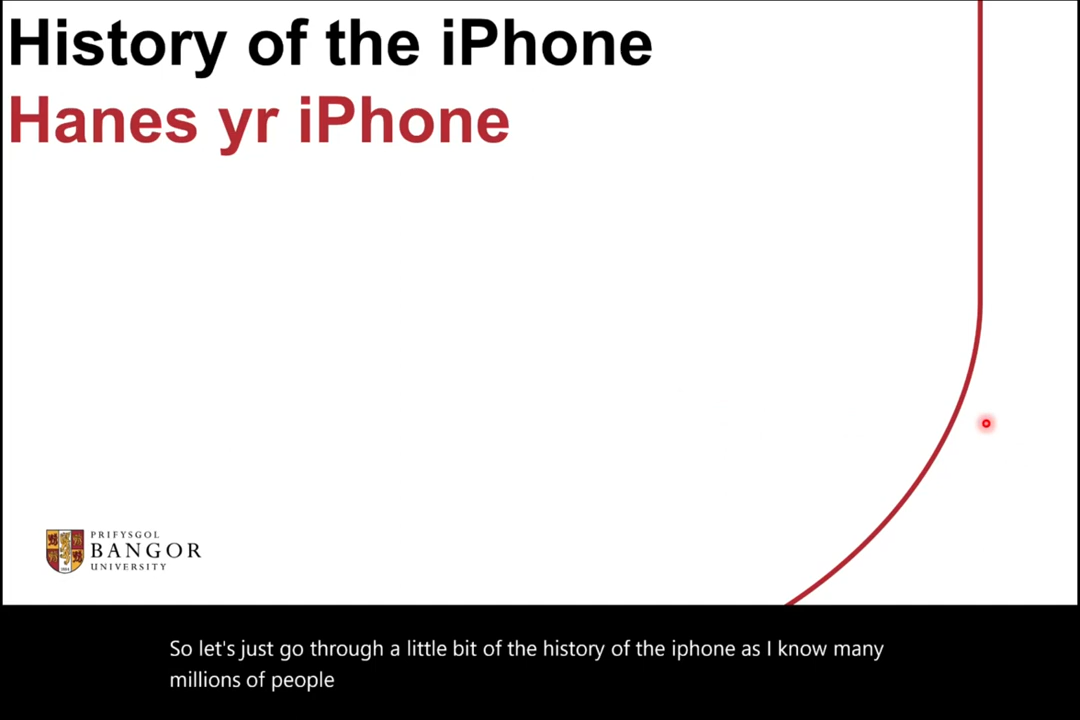 History of the iPhone
Hanes yr iPhone
PRIFYSGOL
BANGOR
UNIVERSITY
So let's just go through a little bit of the history of the iphone as I know many
millions of people